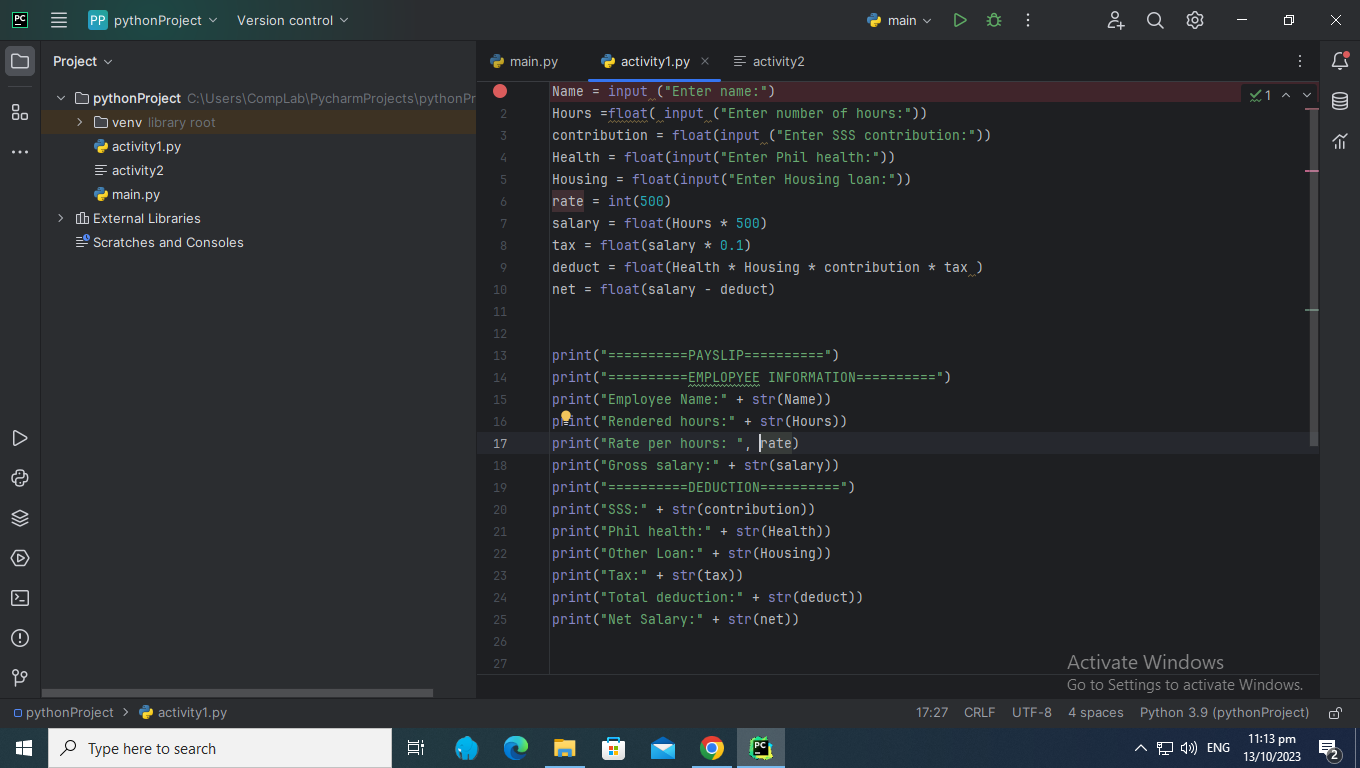 PC
PP pythonProject Version control main
Project
main.py activity1.py activity2
pythonProject C:\Users\CompLab\PycharmProjects\pythonPr
venv library root
activity1.py
activity2
main.py
External Libraries
Scratches and Consoles
1
Name = input ("Enter name:")
2 Hours =float( input ("Enter number of hours:"))
3 contribution = float(input ("Enter SSS contribution:"))
4 Health = float(input("Enter Phil health:"))
5 Housing = float(input("Enter Housing loan:"))
6 rate = int(500)
7 salary = float(Hours * 500)
8 tax = float(salary * 0.1)
9 deduct = float(Health * Housing * contribution * tax )
10 net = float(salary - deduct)
11
12
13 print("==========PAYSLIP==========")
14 print("==========EMPLOPYEE INFORMATION==========")
15 print("Employee Name:" + str(Name))
16 print("Rendered hours:" + str(Hours))
17 print("Rate per hours: ", rate)
18 print("Gross salary:" + str(salary))
19 print("==========DEDUCTION==========")
20 print("SSS:" + str(contribution))
21 print("Phil health:" + str(Health))
22 print("Other Loan:" + str(Housing))
23 print("Tax:" + str(tax))
24 print("Total deduction:" + str(deduct))
25 print("Net Salary:" + str(net))
26
27
Activate Windows
Go to Settings to activate Windows.
pythonProject > activity1.py
17:27 CRLF UTF-8 4 spaces Python 3.9 (pythonProject)
Type here to search
PC
ENG
11:13 pm
13/10/2023
2